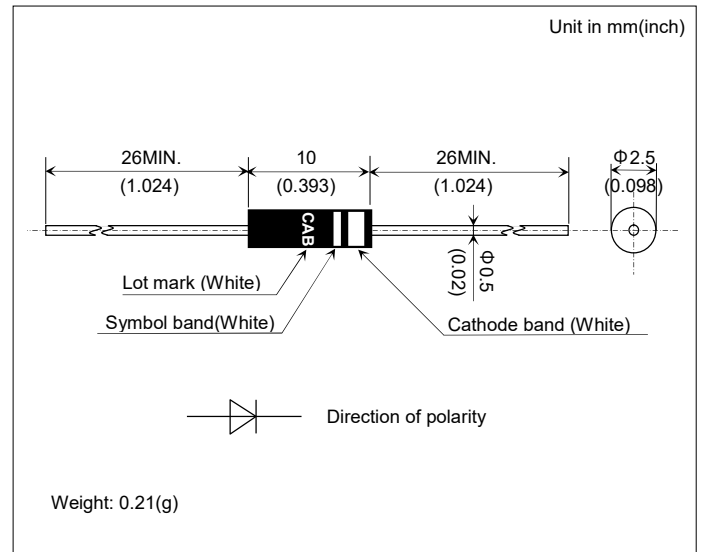 Unit in mm(inch)
26MIN.
(1.024)
10
(0.393)
26MIN.
(1.024)
Φ2.5
(0.098)
CAB
Φ0.5
(0.02)
Lot mark (White)
Symbol band(White)
Cathode band (White)
Direction of polarity
Weight: 0.21(g)